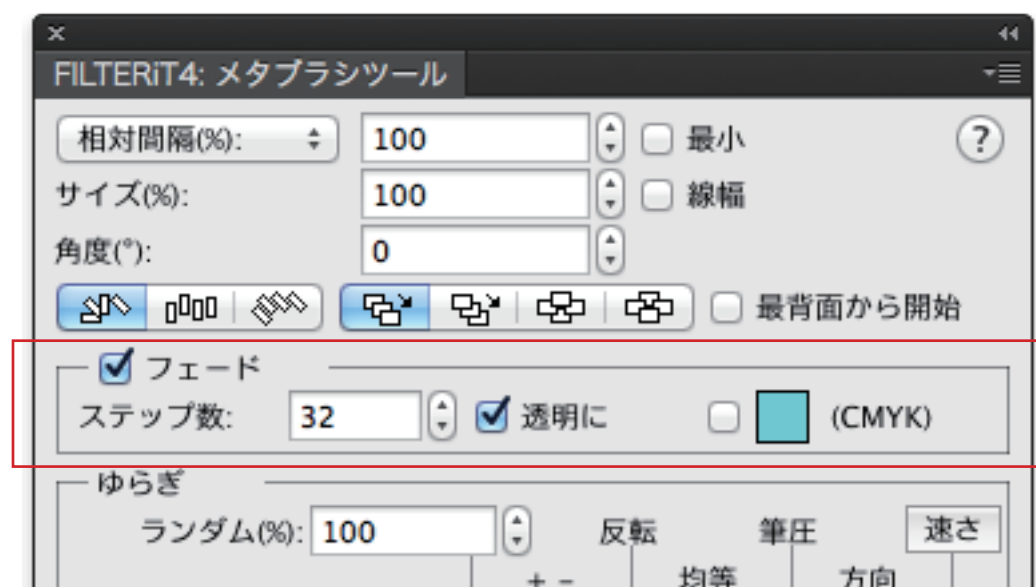 FILTERiT4: メタブラシツール
相対間隔(%): 100 最小 ?
サイズ(%): 100 線幅
角度(°): 0
最背面から開始
フェード
ステップ数: 32 透明に (CMYK)
ゆらぎ
ランダム(%): 100 反転 筆圧 速さ
+ - 均等 方向